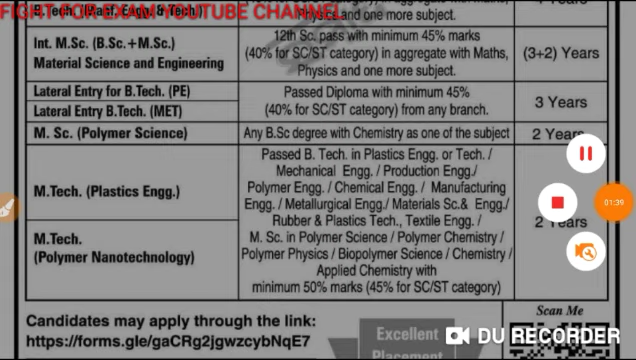 FIGHT FOR EXAM YOUTUBE CHANNEL
B.Tech. (Manf. Engg. & Tech.)
Physics and one more subject.
Int. M.Sc. (B.Sc.+M.Sc.)
Material Science and Engineering
12th Sc. pass with minimum 45% marks
(40% for SC/ST category) in aggregate with Maths,
Physics and one more subject.
(3+2) Years
Lateral Entry for B.Tech. (PE)
Lateral Entry B.Tech. (MET)
Passed Diploma with minimum 45%
(40% for SC/ST category) from any branch.
3 Years
M. Sc. (Polymer Science)
Any B.Sc degree with Chemistry as one of the subject
2 Years
M.Tech. (Plastics Engg.)
M.Tech.
(Polymer Nanotechnology)
Passed B. Tech. in Plastics Engg. or Tech. /
Mechanical Engg. / Production Engg./
Polymer Engg. / Chemical Engg. / Manufacturing
Engg. / Metallurgical Engg./ Materials Sc.& Engg./
Rubber & Plastics Tech., Textile Engg. /
M. Sc. in Polymer Science / Polymer Chemistry /
Polymer Physics / Biopolymer Science / Chemistry /
Applied Chemistry with
minimum 50% marks (45% for SC/ST category)
2 Years
01:39
Candidates may apply through the link:
https://forms.gle/gaCRg2jgwzcybNqE7
Excellent
Placement
Scan Me
DU RECORDER